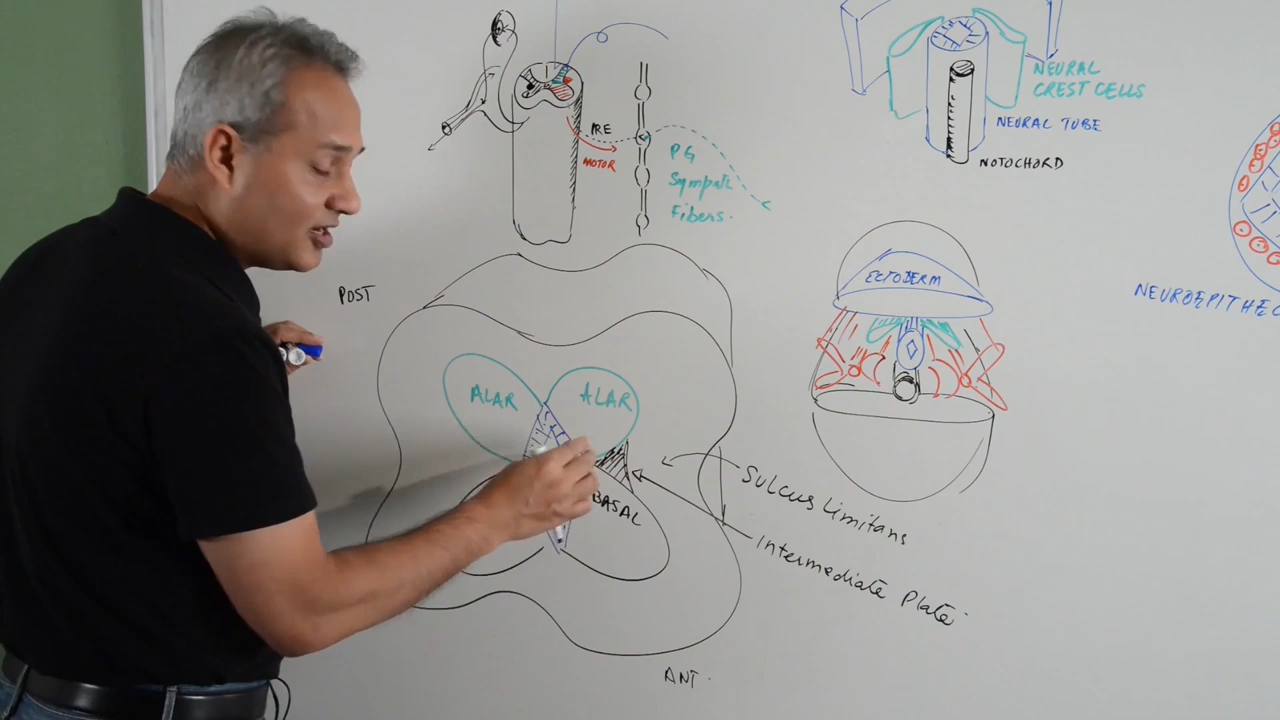 PRE
MOTOR
PG
Sympath
Fibers.
NEURAL
CREST CELLS
NEURAL TUBE
NOTOCHORD
POST
ECTODERM
ALAR
ALAR
BASAL
Sulcus Limitans
Intermediate Plate
ANT.